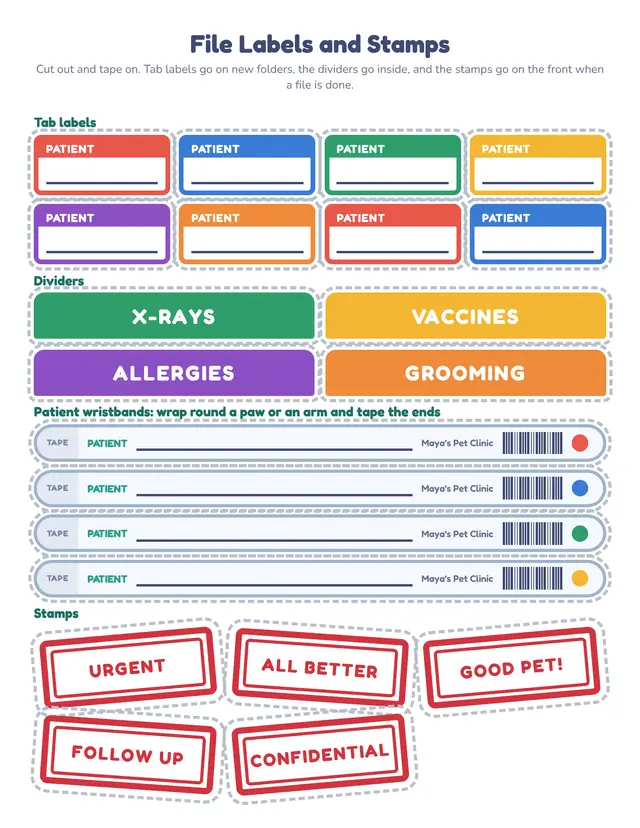 File Labels and Stamps
Cut out and tape on. Tab labels go on new folders, the dividers go inside, and the stamps go on the front when
a file is done.
Tab labels
PATIENT PATIENT PATIENT PATIENT
PATIENT PATIENT PATIENT PATIENT
Dividers
X-RAYS VACCINES
ALLERGIES GROOMING
Patient wristbands: wrap round a paw or an arm and tape the ends
TAPE PATIENT Maya's Pet Clinic
TAPE PATIENT Maya's Pet Clinic
TAPE PATIENT Maya's Pet Clinic
TAPE PATIENT Maya's Pet Clinic
Stamps
URGENT ALL BETTER GOOD PET!
FOLLOW UP CONFIDENTIAL